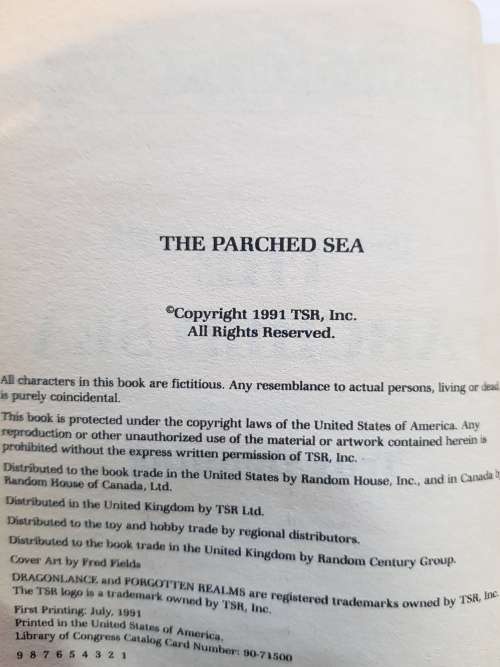 THE PARCHED SEA
©Copyright 1991 TSR, Inc.
All Rights Reserved.
All characters in this book are fictitious. Any resemblance to actual persons, living or dead
is purely coincidental.
This book is protected under the copyright laws of the United States of America. Any
reproduction or other unauthorized use of the material or artwork contained herein is
prohibited without the express written permission of TSR, Inc.
Distributed to the book trade in the United States by Random House, Inc., and in Canada by
Random House of Canada, Ltd.
Distributed in the United Kingdom by TSR Ltd.
Distributed to the toy and hobby trade by regional distributors.
Distributed to the book trade in the United Kingdom by Random Century Group.
Cover Art by Fred Fields
DRAGONLANCE and FORGOTTEN REALMS are registered trademarks owned by TSR, Inc.
The TSR logo is a trademark owned by TSR, Inc.
First Printing: July, 1991
Printed in the United States of America.
Library of Congress Catalog Card Number: 90-71500
9 8 7 6 5 4 3 2 1